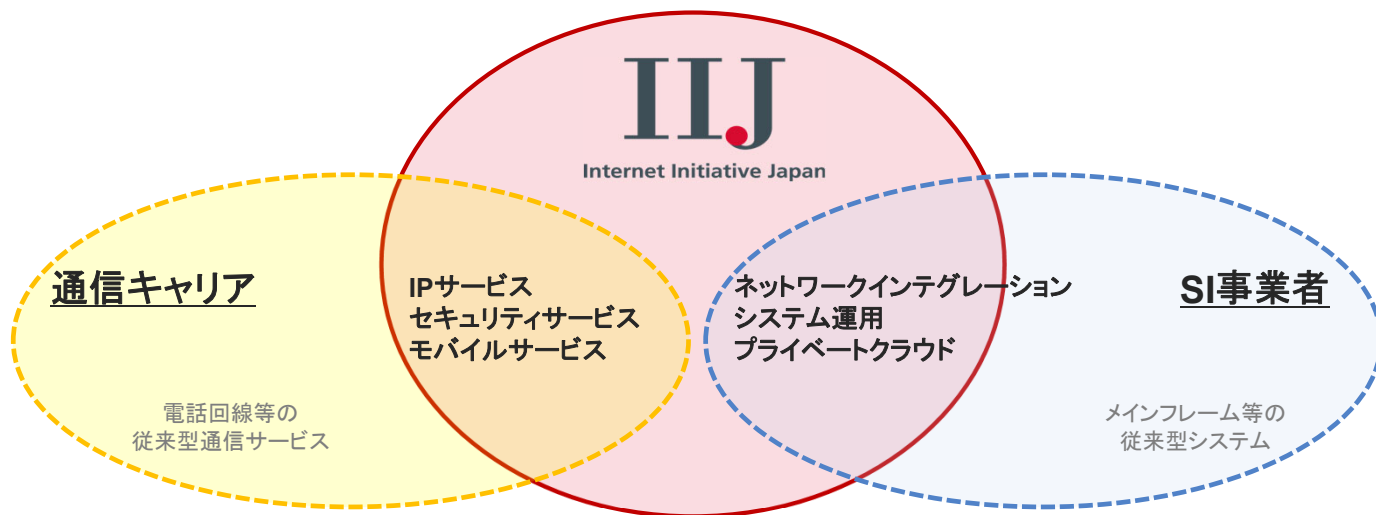 IIJ
Internet Initiative Japan
通信キャリア
電話回線等の
従来型通信サービス
IPサービス
セキュリティサービス
モバイルサービス
ネットワークインテグレーション
システム運用
プライベートクラウド
SI事業者
メインフレーム等の
従来型システム